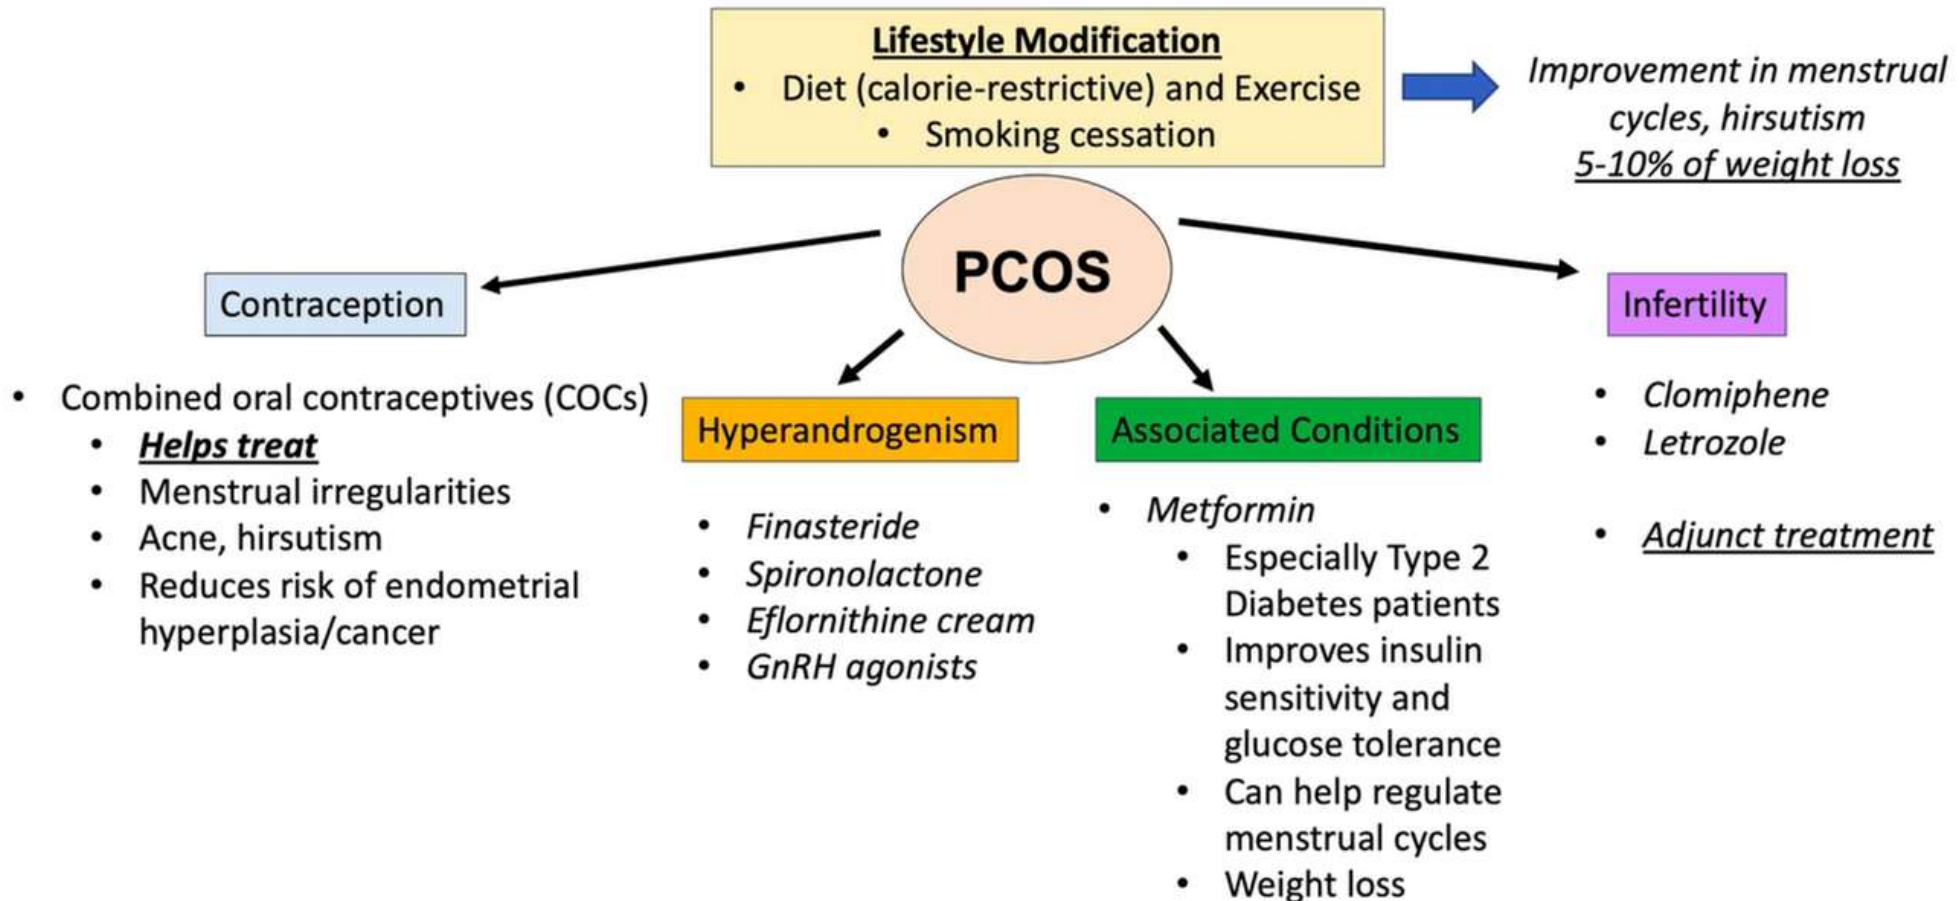 Lifestyle Modification
• Diet (calorie-restrictive) and Exercise
• Smoking cessation
Improvement in menstrual
cycles, hirsutism
5-10% of weight loss
PCOS
Contraception
• Combined oral contraceptives (COCs)
• Helps treat
• Menstrual irregularities
• Acne, hirsutism
• Reduces risk of endometrial
hyperplasia/cancer
Hyperandrogenism
• Finasteride
• Spironolactone
• Eflornithine cream
• GnRH agonists
Associated Conditions
• Metformin
• Especially Type 2
Diabetes patients
• Improves insulin
sensitivity and
glucose tolerance
• Can help regulate
menstrual cycles
• Weight loss
Infertility
• Clomiphene
• Letrozole
• Adjunct treatment